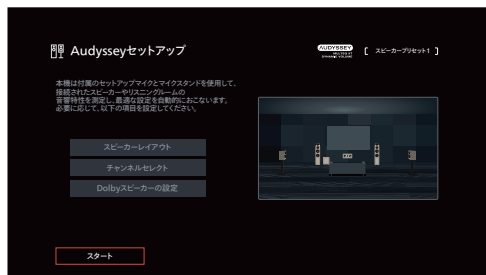 Audysseyセットアップ
AUDYSSEY
MULTEQ XT
DYNAMIC VOLUME
[ スピーカープリセット1 ]
本機は付属のセットアップマイクとマイクスタンドを使用して、
接続されたスピーカーやリスニングルームの
音響特性を測定し、最適な設定を自動的におこないます。
必要に応じて、以下の項目を設定してください。
スピーカーレイアウト
チャンネルセレクト
Dolbyスピーカーの設定
スタート